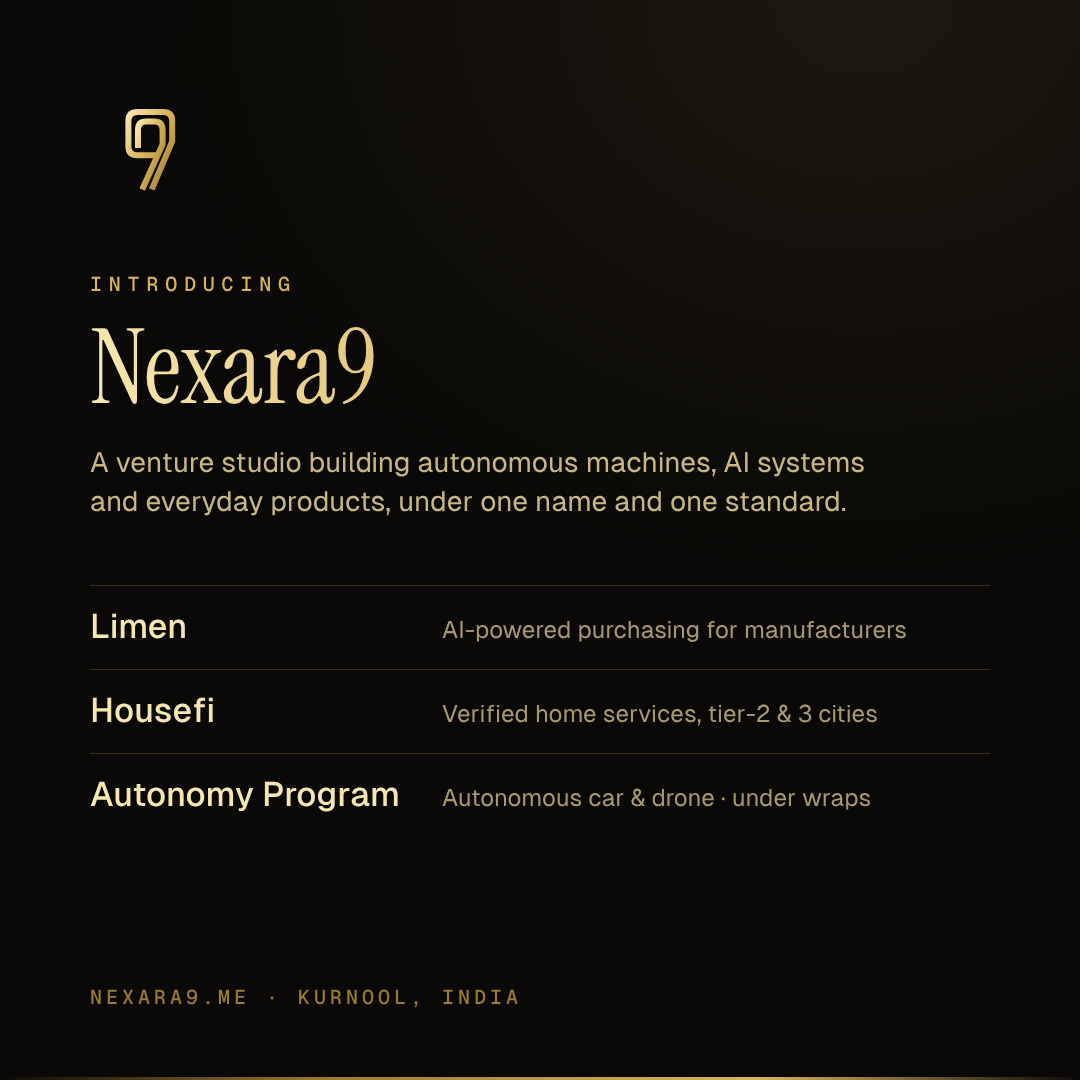 9
INTRODUCING
Nexara9
A venture studio building autonomous machines, AI systems
and everyday products, under one name and one standard.
Limen AI-powered purchasing for manufacturers
Housefi Verified home services, tier-2 & 3 cities
Autonomy Program Autonomous car & drone · under wraps
NEXARA9.ME · KURNOOL, INDIA